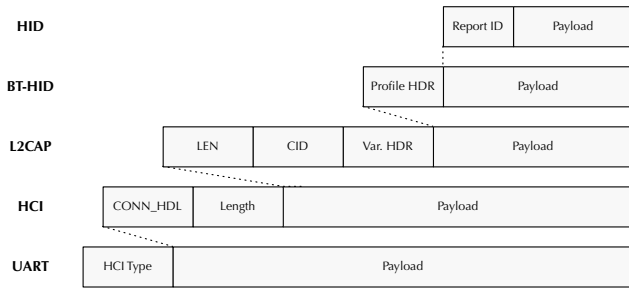 HID Report ID Payload
BT-HID Profile HDR Payload
L2CAP LEN CID Var. HDR Payload
HCI CONN_HDL Length Payload
UART HCI Type Payload